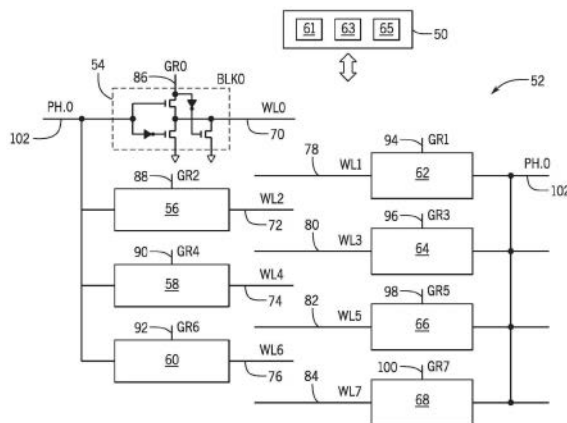 61 63 65 50
54 86 GR0 BLK0 52
PH.0 WL0
102 70 94 GR1
78 WL1 62 PH.0
88 GR2 102
56 WL2 96 GR3
72 80 WL3 64
90 GR4
58 WL4 98 GR5
74 82 WL5 66
92 GR6
60 WL6 100 GR7
76 84 WL7 68